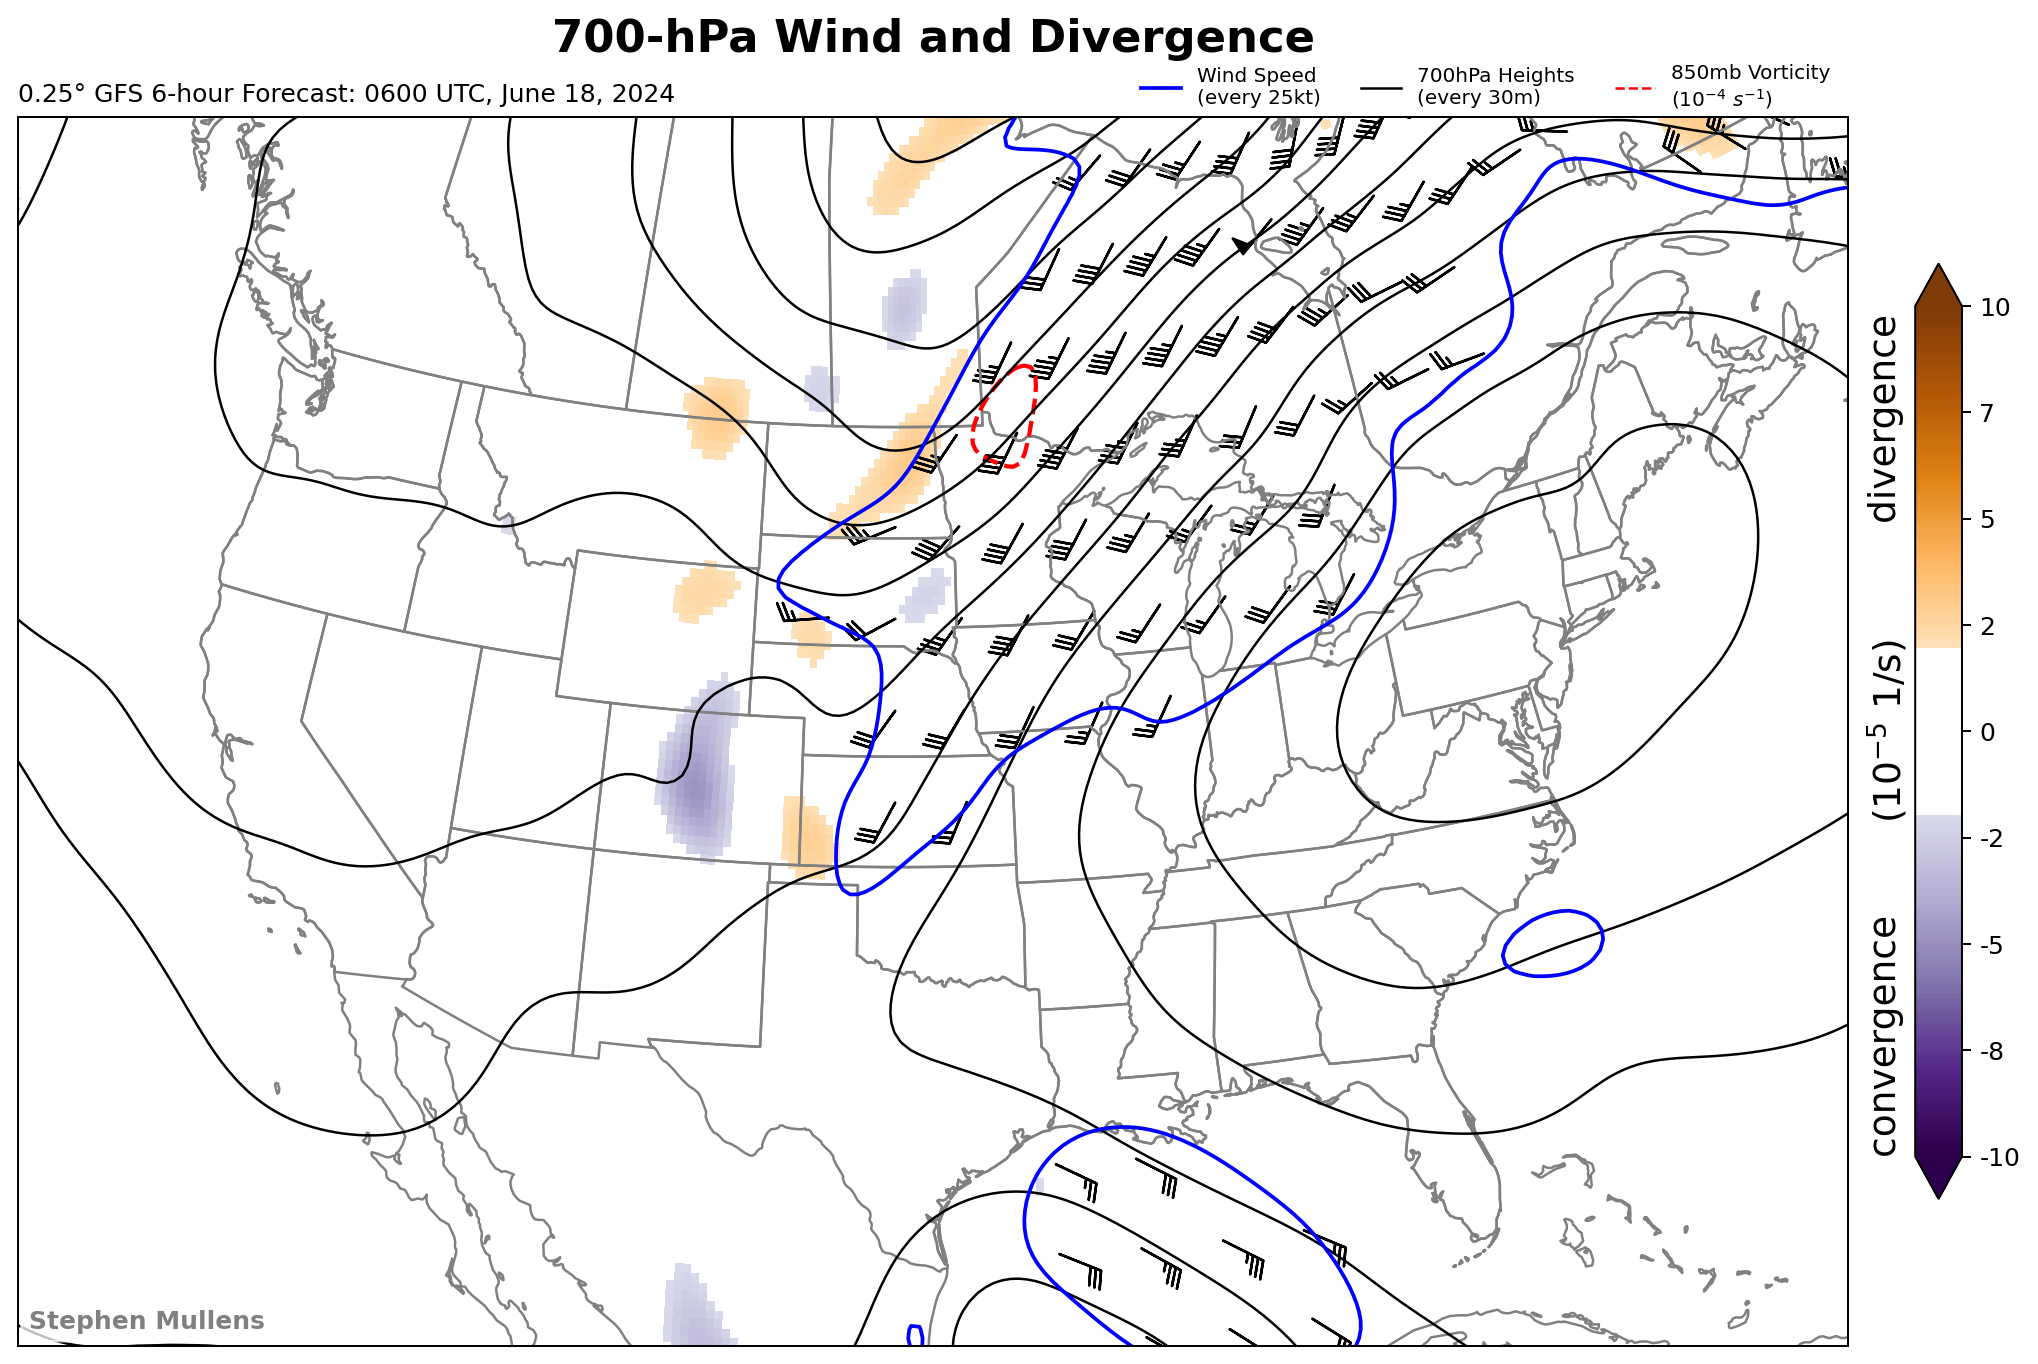 700-hPa Wind and Divergence
0.25° GFS 6-hour Forecast: 0600 UTC, June 18, 2024
Wind Speed
(every 25kt)
700hPa Heights
(every 30m)
850mb Vorticity
(10⁻⁴ s⁻¹)
10
7
5
2
0
-2
-5
-8
-10
convergence (10⁻⁵ 1/s) divergence
Stephen Mullens